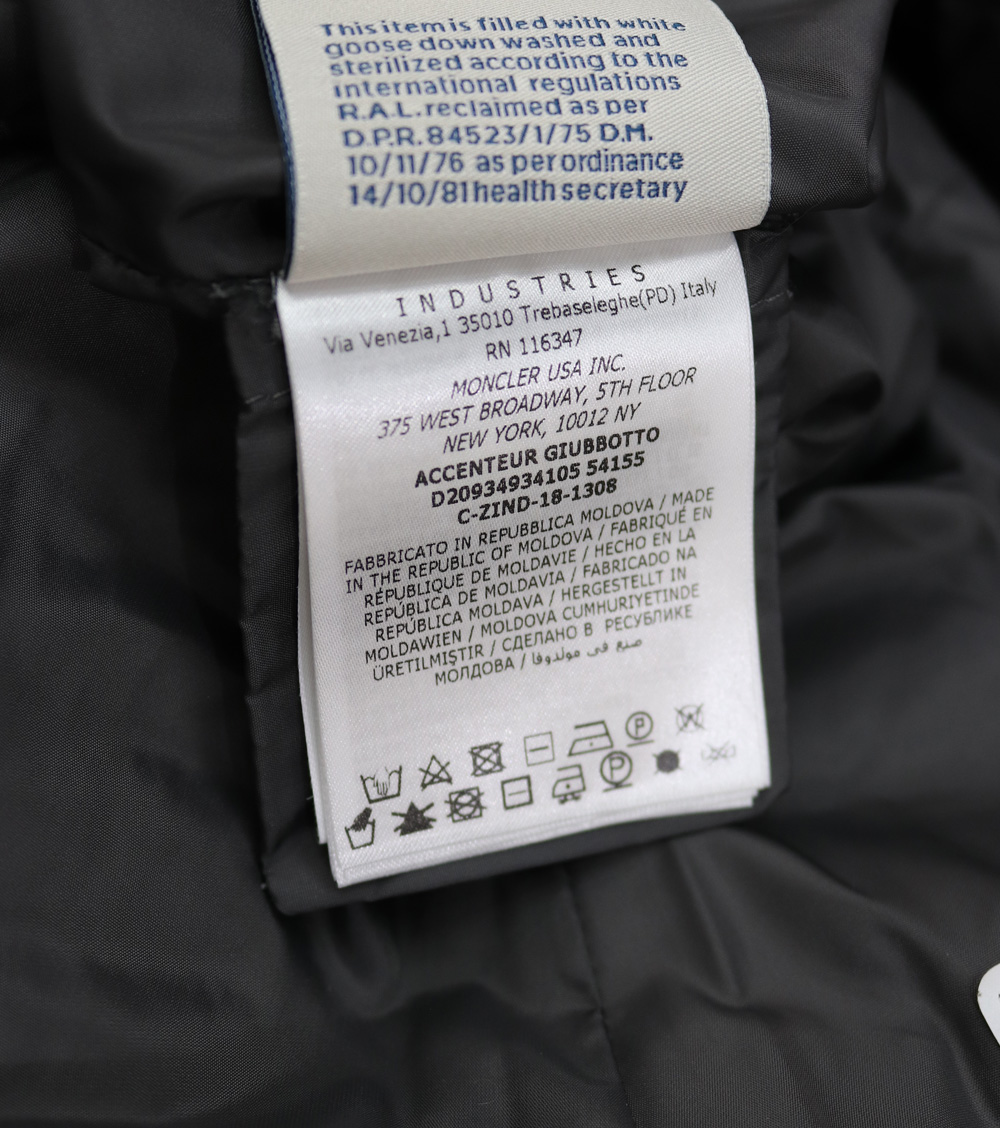 This item is filled with white
goose down washed and
sterilized according to the
international regulations
R.A.L. reclaimed as per
D.P.R. 84523/1/75 D.M.
10/11/76 as per ordinance
14/10/81 health secretary
INDUSTRIES
Via Venezia,1 35010 Trebaseleghe(PD) Italy
RN 116347
MONCLER USA INC.
375 WEST BROADWAY, 5TH FLOOR
NEW YORK, 10012 NY
ACCENTEUR GIUBBOTTO
D20934934105 54155
C-ZIND-18-1308
FABBRICATO IN REPUBBLICA MOLDOVA / MADE
IN THE REPUBLIC OF MOLDOVA / FABRIQUÉ EN
RÉPUBLIQUE DE MOLDAVIE / HECHO EN LA
REPÚBLICA DE MOLDAVIA / FABRICADO NA
REPÚBLICA MOLDAVA / HERGESTELLT IN
MOLDAWIEN / MOLDOVA CUMHURIYETINDE
ÜRETILMIŞTIR / СДЕЛАНО В РЕСУБЛИКЕ
МОЛДОВА / صنع في مولدوفا
P
P